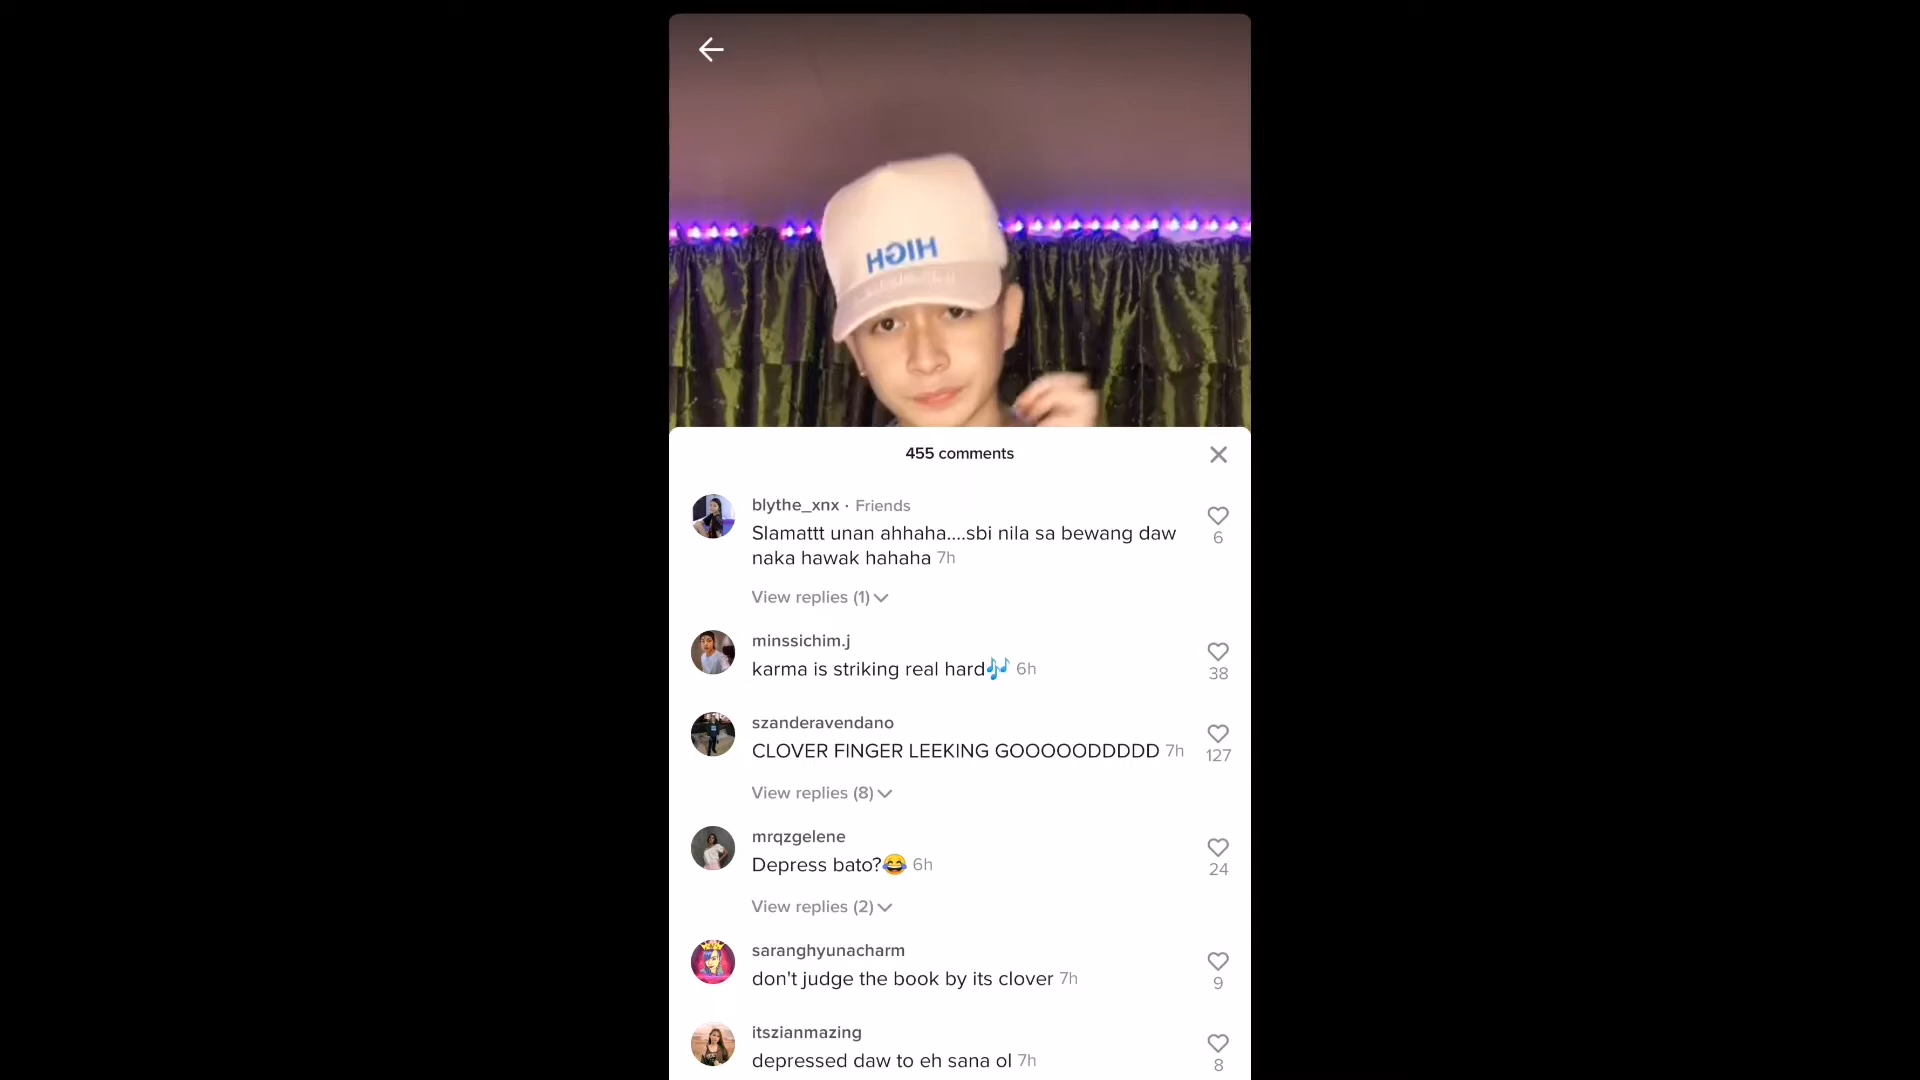 HIGH
455 comments
blythe_xnx · Friends
Slamattt unan ahhaha....sbi nila sa bewang daw
naka hawak hahaha 7h
6
View replies (1)
minssichim.j
karma is striking real hard🎶 6h
38
szanderavendano
CLOVER FINGER LEEKING GOOOOODDDDD 7h
127
View replies (8)
mrqzgelene
Depress bato?😂 6h
24
View replies (2)
saranghyunacharm
don't judge the book by its clover 7h
9
itszianmazing
depressed daw to eh sana ol 7h
8